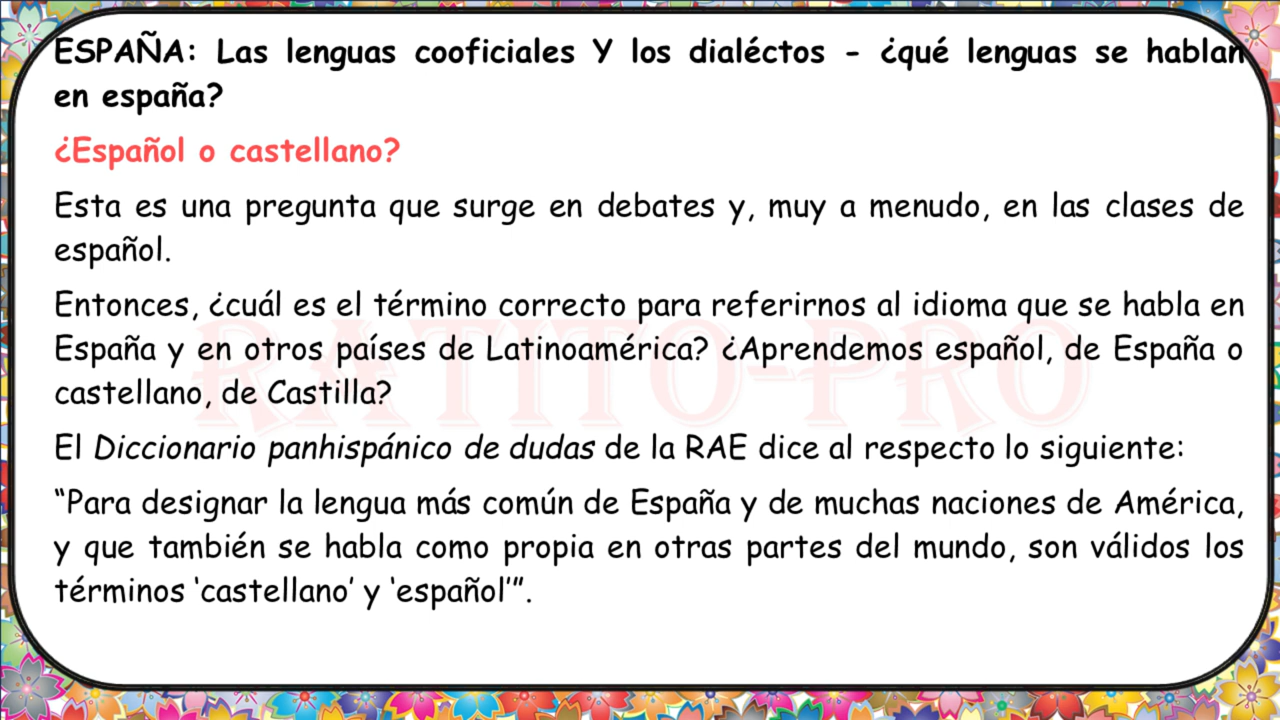 ESPAÑA: Las lenguas cooficiales Y los dialéctos - ¿qué lenguas se hablan
en españa?
¿Español o castellano?
Esta es una pregunta que surge en debates y, muy a menudo, en las clases de
español.
Entonces, ¿cuál es el término correcto para referirnos al idioma que se habla en
España y en otros países de Latinoamérica? ¿Aprendemos español, de España o
castellano, de Castilla?
RATITO-PRO
El Diccionario panhispánico de dudas de la RAE dice al respecto lo siguiente:
“Para designar la lengua más común de España y de muchas naciones de América,
y que también se habla como propia en otras partes del mundo, son válidos los
términos ‘castellano’ y ‘español’”.